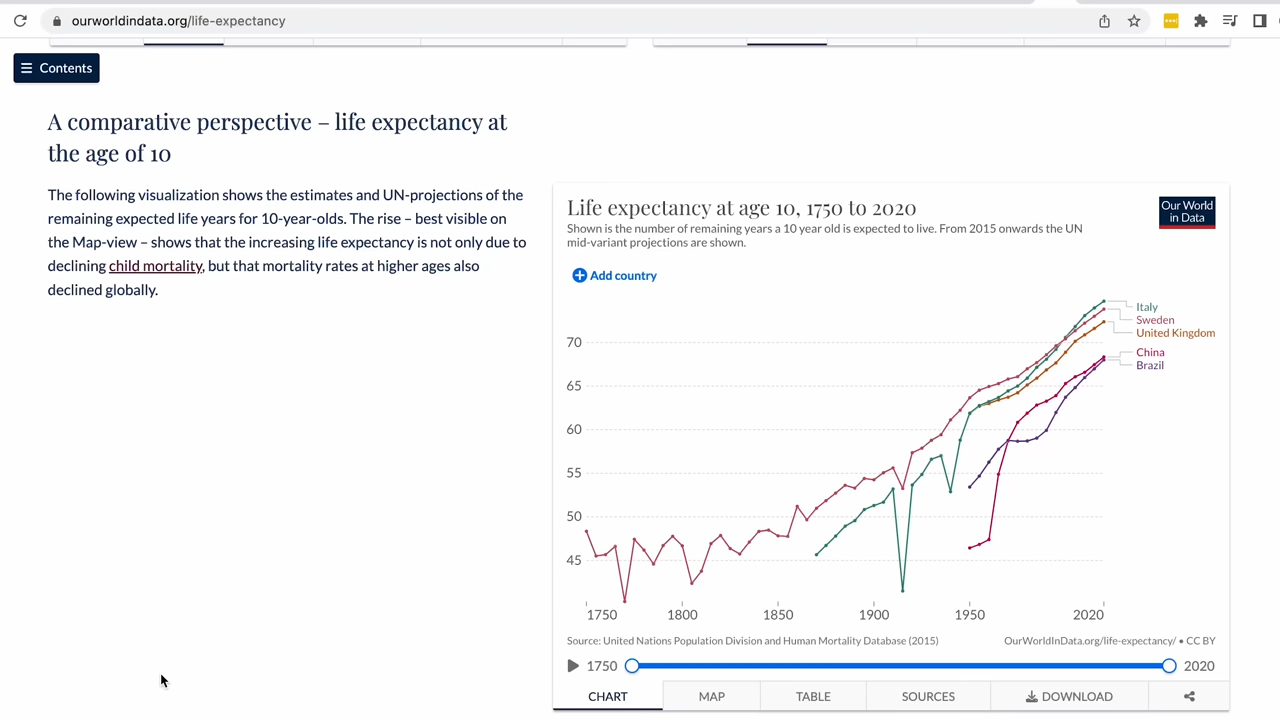 ourworldindata.org/life-expectancy
Contents
A comparative perspective – life expectancy at
the age of 10
The following visualization shows the estimates and UN-projections of the
remaining expected life years for 10-year-olds. The rise – best visible on
the Map-view – shows that the increasing life expectancy is not only due to
declining child mortality, but that mortality rates at higher ages also
declined globally.
Life expectancy at age 10, 1750 to 2020
Shown is the number of remaining years a 10 year old is expected to live. From 2015 onwards the UN
mid-variant projections are shown.
Our World
in Data
Add country
70
65
60
55
50
45
Italy
Sweden
United Kingdom
China
Brazil
1750 1800 1850 1900 1950 2020
Source: United Nations Population Division and Human Mortality Database (2015)
OurWorldInData.org/life-expectancy/ • CC BY
1750 2020
CHART MAP TABLE SOURCES DOWNLOAD